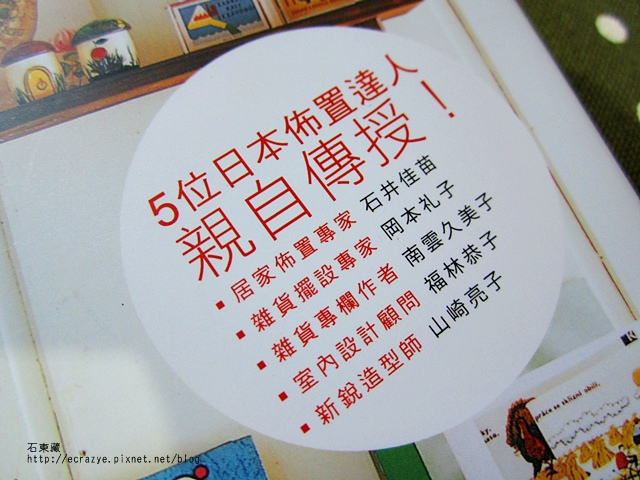 5位日本佈置達人
親自傳授！
▪居家佈置專家 石井佳苗
▪雜貨擺設專家 岡本礼子
▪雜貨專欄作者 南雲久美子
▪室內設計顧問 福林恭子
▪新銳造型師 山崎亮子
石東藏
http://ecrazye.pixnet.net/blog